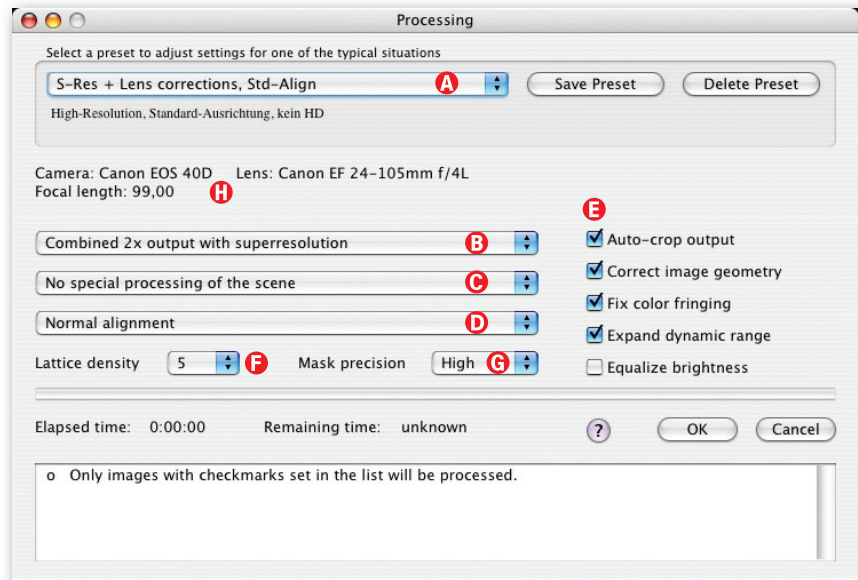 Processing
Select a preset to adjust settings for one of the typical situations
S-Res + Lens corrections, Std-Align A Save Preset Delete Preset
High-Resolution, Standard-Ausrichtung, kein HD
Camera: Canon EOS 40D Lens: Canon EF 24-105mm f/4L
Focal length: 99,00 H
E
Combined 2x output with superresolution B Auto-crop output
No special processing of the scene C Correct image geometry
Fix color fringing
Normal alignment D Expand dynamic range
Lattice density 5 F Mask precision High G Equalize brightness
Elapsed time: 0:00:00 Remaining time: unknown ? OK Cancel
o Only images with checkmarks set in the list will be processed.